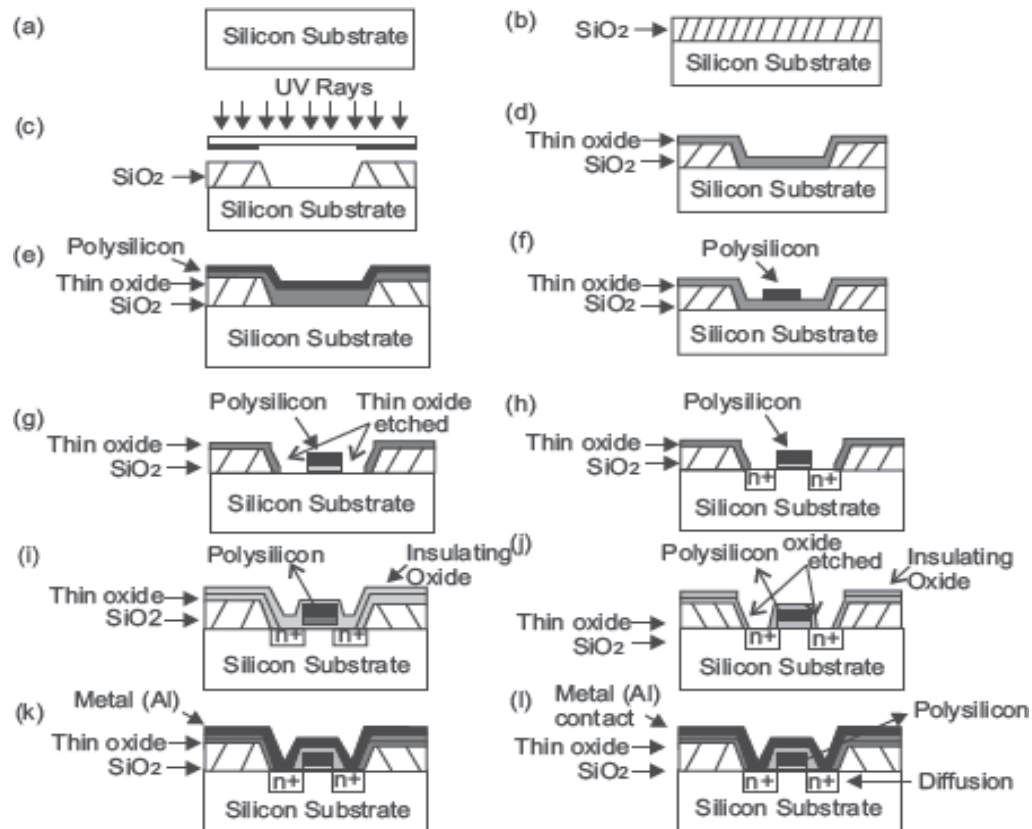 (a)
Silicon Substrate
(b)
SiO2
Silicon Substrate
UV Rays
(c)
SiO2
Silicon Substrate
(d)
Thin oxide
SiO2
Silicon Substrate
(e)
Polysilicon
Thin oxide
SiO2
Silicon Substrate
(f)
Polysilicon
Thin oxide
SiO2
Silicon Substrate
(g)
Polysilicon
Thin oxide
etched
Thin oxide
SiO2
Silicon Substrate
(h)
Polysilicon
Thin oxide
SiO2
n+ n+
Silicon Substrate
(i)
Polysilicon
Insulating
Oxide
Thin oxide
SiO2
n+ n+
Silicon Substrate
(j)
Polysilicon
oxide
etched
Insulating
Oxide
Thin oxide
SiO2
n+ n+
Silicon Substrate
(k)
Metal (Al)
Thin oxide
SiO2
n+ n+
Silicon Substrate
(l)
Metal (Al)
contact
Polysilicon
Thin oxide
SiO2
n+ n+
Diffusion
Silicon Substrate